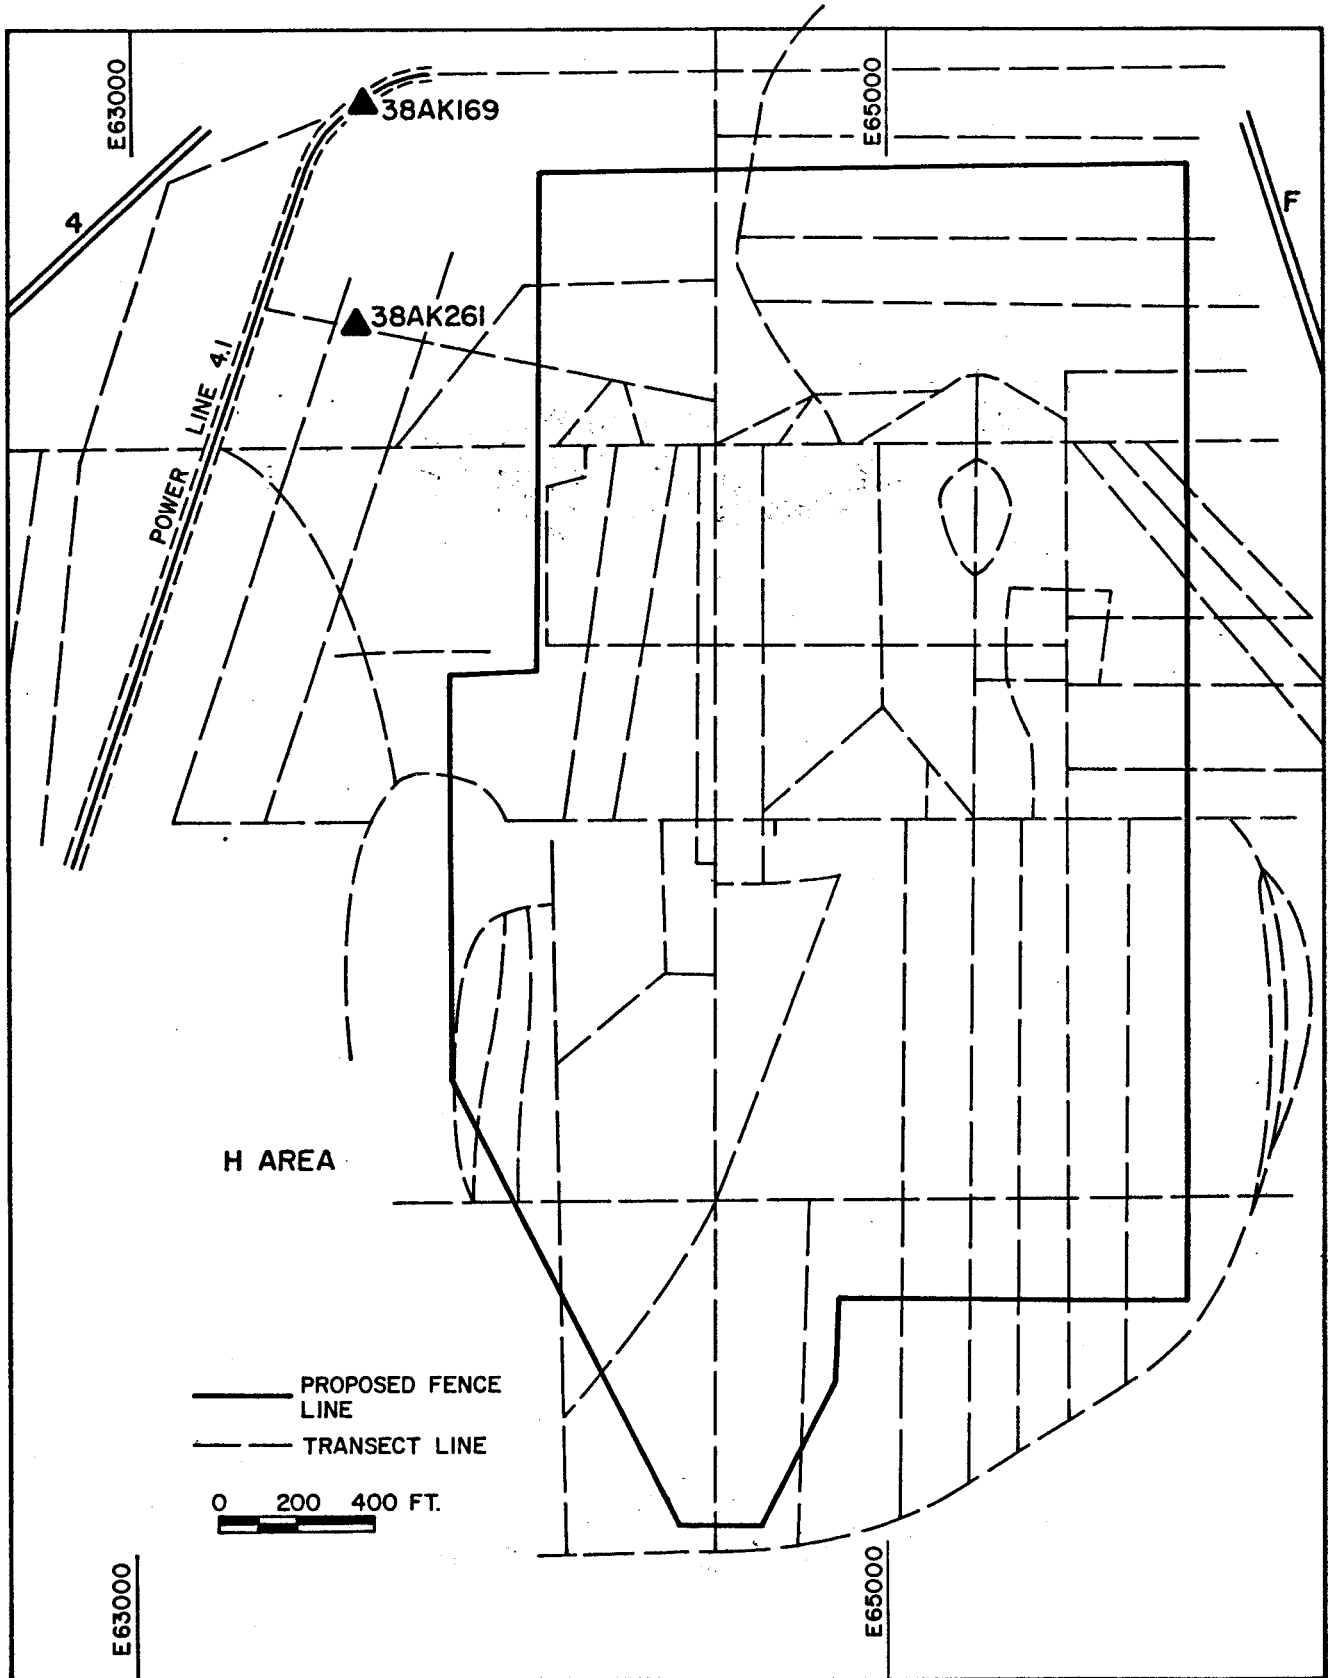 E63000
E65000
38AK169
4
F
38AK261
POWER LINE 4.1
H AREA
PROPOSED FENCE
LINE
TRANSECT LINE
0 200 400 FT.
E63000
E65000